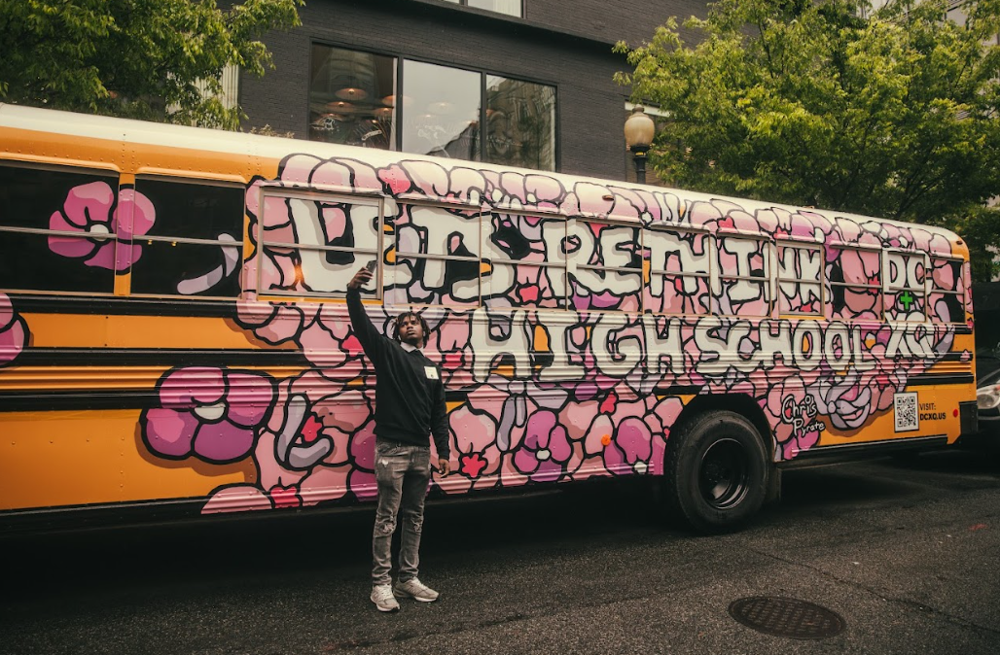 LET'S RETHINK DC
HIGH SCHOOL XQ
Chris
Pyrate
VISIT:
DCXQ.US